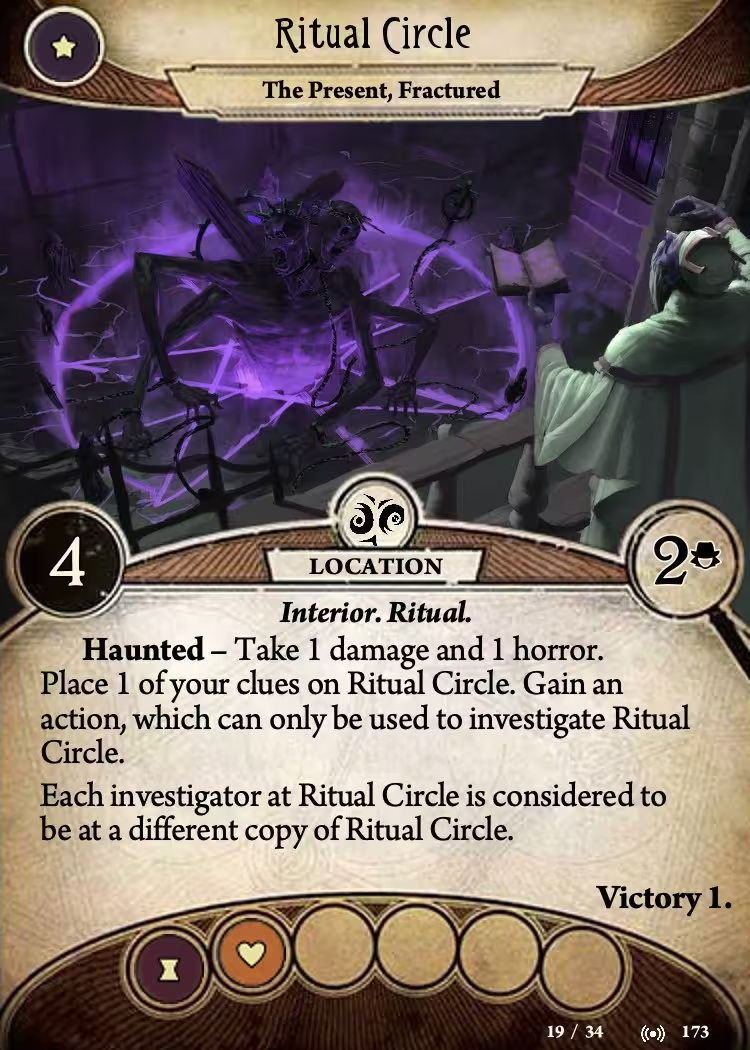 Ritual Circle
The Present, Fractured
4
2
LOCATION
Interior. Ritual.
Haunted – Take 1 damage and 1 horror.
Place 1 of your clues on Ritual Circle. Gain an
action, which can only be used to investigate Ritual
Circle.
Each investigator at Ritual Circle is considered to
be at a different copy of Ritual Circle.
Victory 1.
19 / 34 173